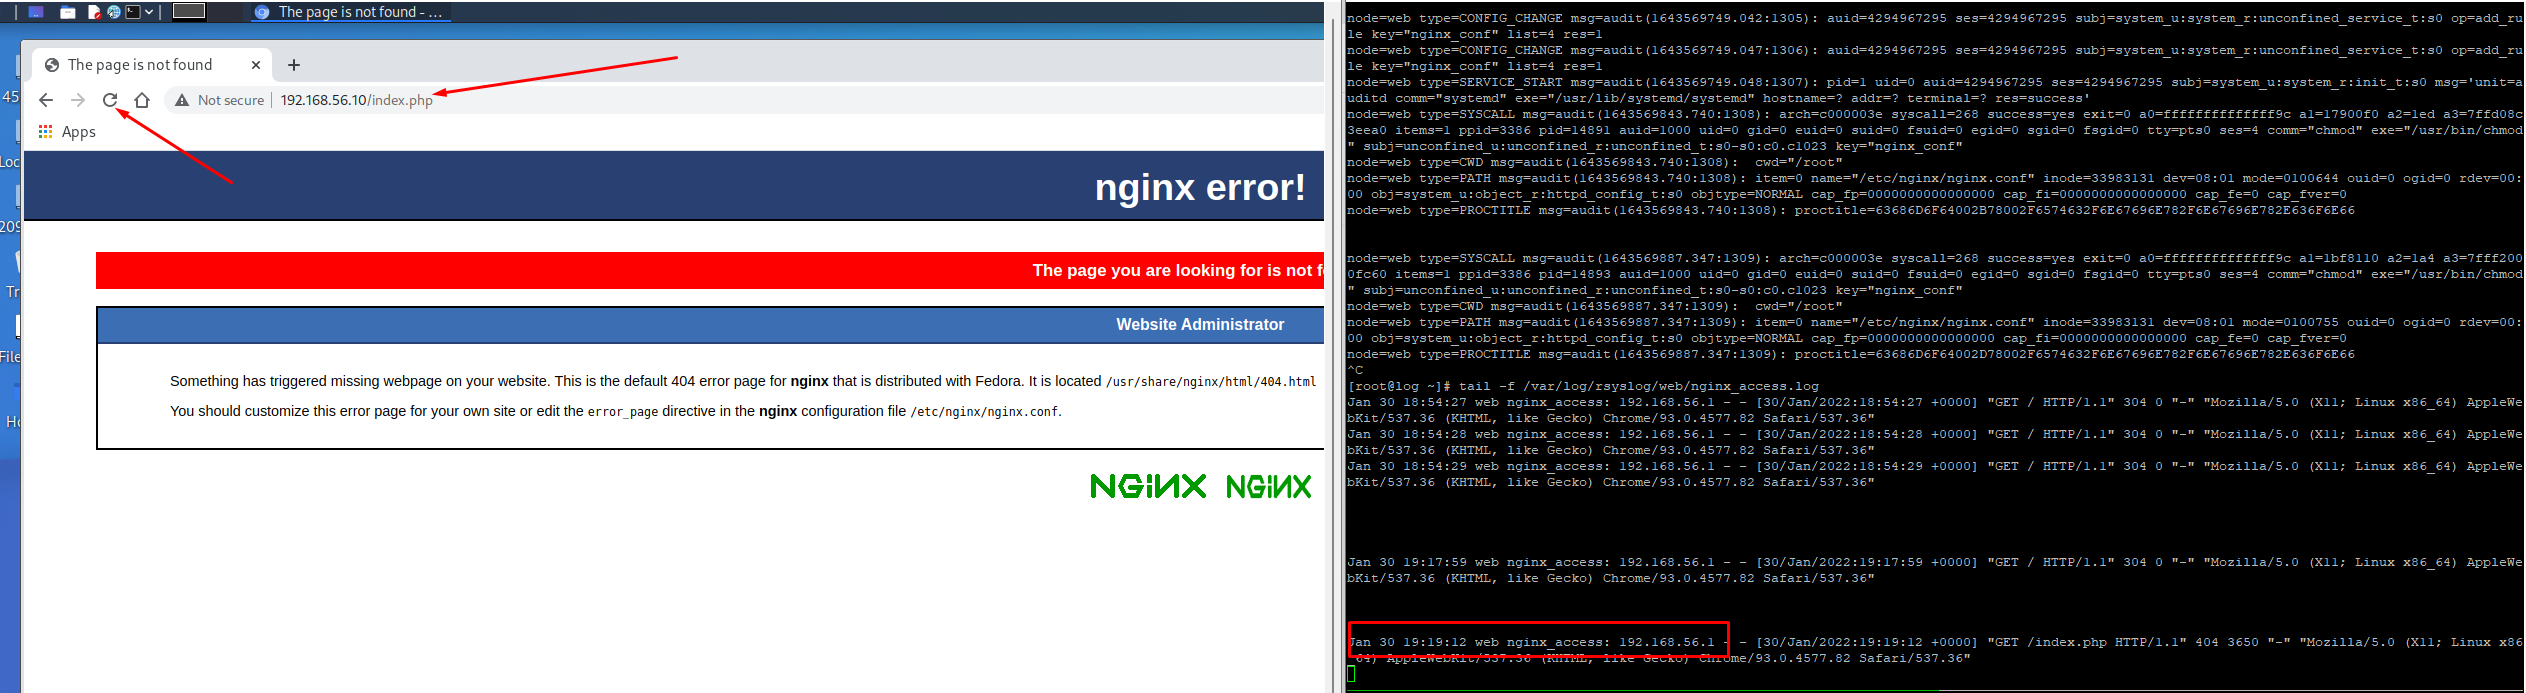 The page is not found - ...
The page is not found
Not secure
192.168.56.10/index.php
Apps
45
Loc
209
Tr
File
Ho
nginx error!
The page you are looking for is not f
Website Administrator
Something has triggered missing webpage on your website. This is the default 404 error page for nginx that is distributed with Fedora. It is located /usr/share/nginx/html/404.html
You should customize this error page for your own site or edit the error_page directive in the nginx configuration file /etc/nginx/nginx.conf.
NGINX NGINX
node=web type=CONFIG_CHANGE msg=audit(1643569749.042:1305): auid=4294967295 ses=4294967295 subj=system_u:system_r:unconfined_service_t:s0 op=add_ru
le key="nginx_conf" list=4 res=1
node=web type=CONFIG_CHANGE msg=audit(1643569749.047:1306): auid=4294967295 ses=4294967295 subj=system_u:system_r:unconfined_service_t:s0 op=add_ru
le key="nginx_conf" list=4 res=1
node=web type=SERVICE_START msg=audit(1643569749.048:1307): pid=1 uid=0 auid=4294967295 ses=4294967295 subj=system_u:system_r:init_t:s0 msg='unit=a
uditd comm="systemd" exe="/usr/lib/systemd/systemd" hostname=? addr=? terminal=? res=success'
node=web type=SYSCALL msg=audit(1643569843.740:1308): arch=c000003e syscall=268 success=yes exit=0 a0=ffffffffffffff9c a1=17900f0 a2=1ed a3=7ffd08c
3eea0 items=1 ppid=3386 pid=14891 auid=1000 uid=0 gid=0 euid=0 suid=0 fsuid=0 egid=0 sgid=0 fsgid=0 tty=pts0 ses=4 comm="chmod" exe="/usr/bin/chmod
" subj=unconfined_u:unconfined_r:unconfined_t:s0-s0:c0.c1023 key="nginx_conf"
node=web type=CWD msg=audit(1643569843.740:1308):  cwd="/root"
node=web type=PATH msg=audit(1643569843.740:1308): item=0 name="/etc/nginx/nginx.conf" inode=33983131 dev=08:01 mode=0100644 ouid=0 ogid=0 rdev=00:
00 obj=system_u:object_r:httpd_config_t:s0 objtype=NORMAL cap_fp=0000000000000000 cap_fi=0000000000000000 cap_fe=0 cap_fver=0
node=web type=PROCTITLE msg=audit(1643569843.740:1308): proctitle=63686D6F64002B78002F6574632F6E67696E782F6E67696E782E636F6E66
node=web type=SYSCALL msg=audit(1643569887.347:1309): arch=c000003e syscall=268 success=yes exit=0 a0=ffffffffffffff9c a1=1bf8110 a2=1a4 a3=7fff200
0fc60 items=1 ppid=3386 pid=14893 auid=1000 uid=0 gid=0 euid=0 suid=0 fsuid=0 egid=0 sgid=0 fsgid=0 tty=pts0 ses=4 comm="chmod" exe="/usr/bin/chmod
" subj=unconfined_u:unconfined_r:unconfined_t:s0-s0:c0.c1023 key="nginx_conf"
node=web type=CWD msg=audit(1643569887.347:1309):  cwd="/root"
node=web type=PATH msg=audit(1643569887.347:1309): item=0 name="/etc/nginx/nginx.conf" inode=33983131 dev=08:01 mode=0100755 ouid=0 ogid=0 rdev=00:
00 obj=system_u:object_r:httpd_config_t:s0 objtype=NORMAL cap_fp=0000000000000000 cap_fi=0000000000000000 cap_fe=0 cap_fver=0
node=web type=PROCTITLE msg=audit(1643569887.347:1309): proctitle=63686D6F64002D78002F6574632F6E67696E782F6E67696E782E636F6E66
^C
[root@log ~]# tail -f /var/log/rsyslog/web/nginx_access.log
Jan 30 18:54:27 web nginx_access: 192.168.56.1 - - [30/Jan/2022:18:54:27 +0000] "GET / HTTP/1.1" 304 0 "-" "Mozilla/5.0 (X11; Linux x86_64) AppleWe
bKit/537.36 (KHTML, like Gecko) Chrome/93.0.4577.82 Safari/537.36"
Jan 30 18:54:28 web nginx_access: 192.168.56.1 - - [30/Jan/2022:18:54:28 +0000] "GET / HTTP/1.1" 304 0 "-" "Mozilla/5.0 (X11; Linux x86_64) AppleWe
bKit/537.36 (KHTML, like Gecko) Chrome/93.0.4577.82 Safari/537.36"
Jan 30 18:54:29 web nginx_access: 192.168.56.1 - - [30/Jan/2022:18:54:29 +0000] "GET / HTTP/1.1" 304 0 "-" "Mozilla/5.0 (X11; Linux x86_64) AppleWe
bKit/537.36 (KHTML, like Gecko) Chrome/93.0.4577.82 Safari/537.36"
Jan 30 19:17:59 web nginx_access: 192.168.56.1 - - [30/Jan/2022:19:17:59 +0000] "GET / HTTP/1.1" 304 0 "-" "Mozilla/5.0 (X11; Linux x86_64) AppleWe
bKit/537.36 (KHTML, like Gecko) Chrome/93.0.4577.82 Safari/537.36"
Jan 30 19:19:12 web nginx_access: 192.168.56.1 - - [30/Jan/2022:19:19:12 +0000] "GET /index.php HTTP/1.1" 404 3650 "-" "Mozilla/5.0 (X11; Linux x86
_64) AppleWebKit/537.36 (KHTML, like Gecko) Chrome/93.0.4577.82 Safari/537.36"